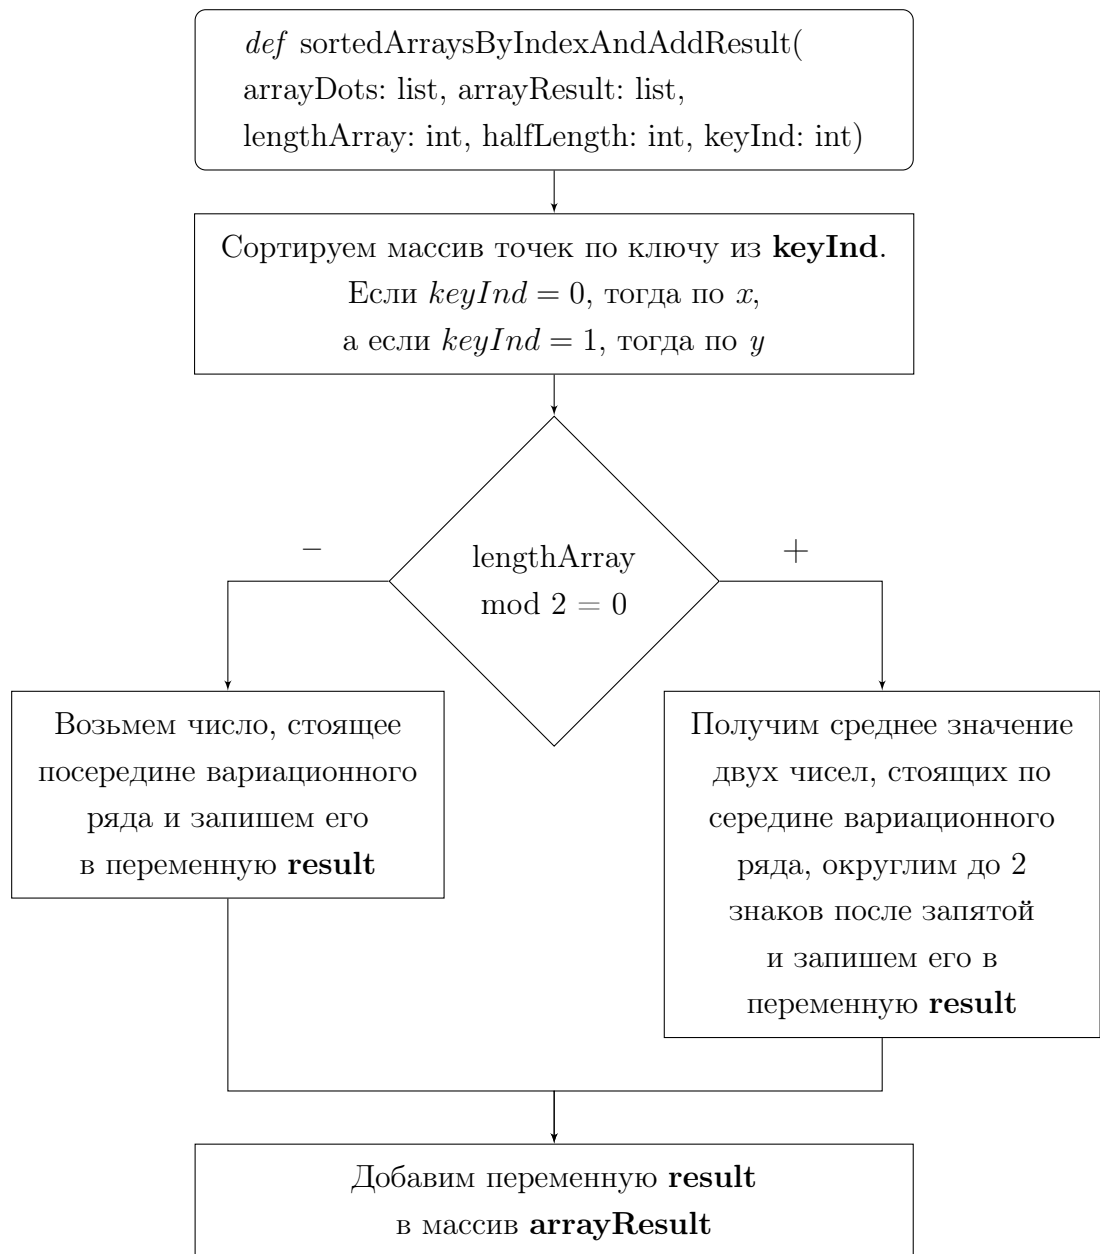 def sortedArraysByIndexAndAddResult(
arrayDots: list, arrayResult: list,
lengthArray: int, halfLength: int, keyInd: int)
Сортируем массив точек по ключу из keyInd.
Если keyInd = 0, тогда по x,
а если keyInd = 1, тогда по y
lengthArray
mod 2 = 0
−
+
Возьмем число, стоящее
посередине вариационного
ряда и запишем его
в переменную result
Получим среднее значение
двух чисел, стоящих по
середине вариационного
ряда, округлим до 2
знаков после запятой
и запишем его в
переменную result
Добавим переменную result
в массив arrayResult